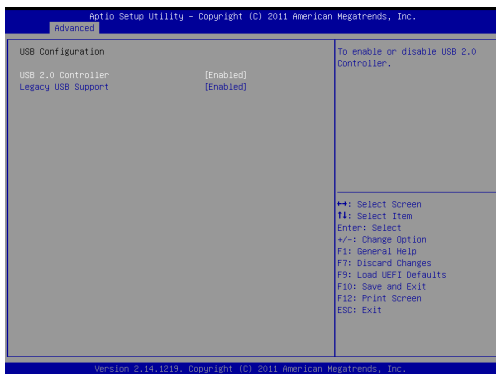 Aptio Setup Utility – Copyright (C) 2011 American Megatrends, Inc.
Advanced
USB Configuration
USB 2.0 Controller [Enabled]
Legacy USB Support [Enabled]
To enable or disable USB 2.0
Controller.
↔: Select Screen
↑↓: Select Item
Enter: Select
+/-: Change Option
F1: General Help
F7: Discard Changes
F9: Load UEFI Defaults
F10: Save and Exit
F12: Print Screen
ESC: Exit
Version 2.14.1219. Copyright (C) 2011 American Megatrends, Inc.